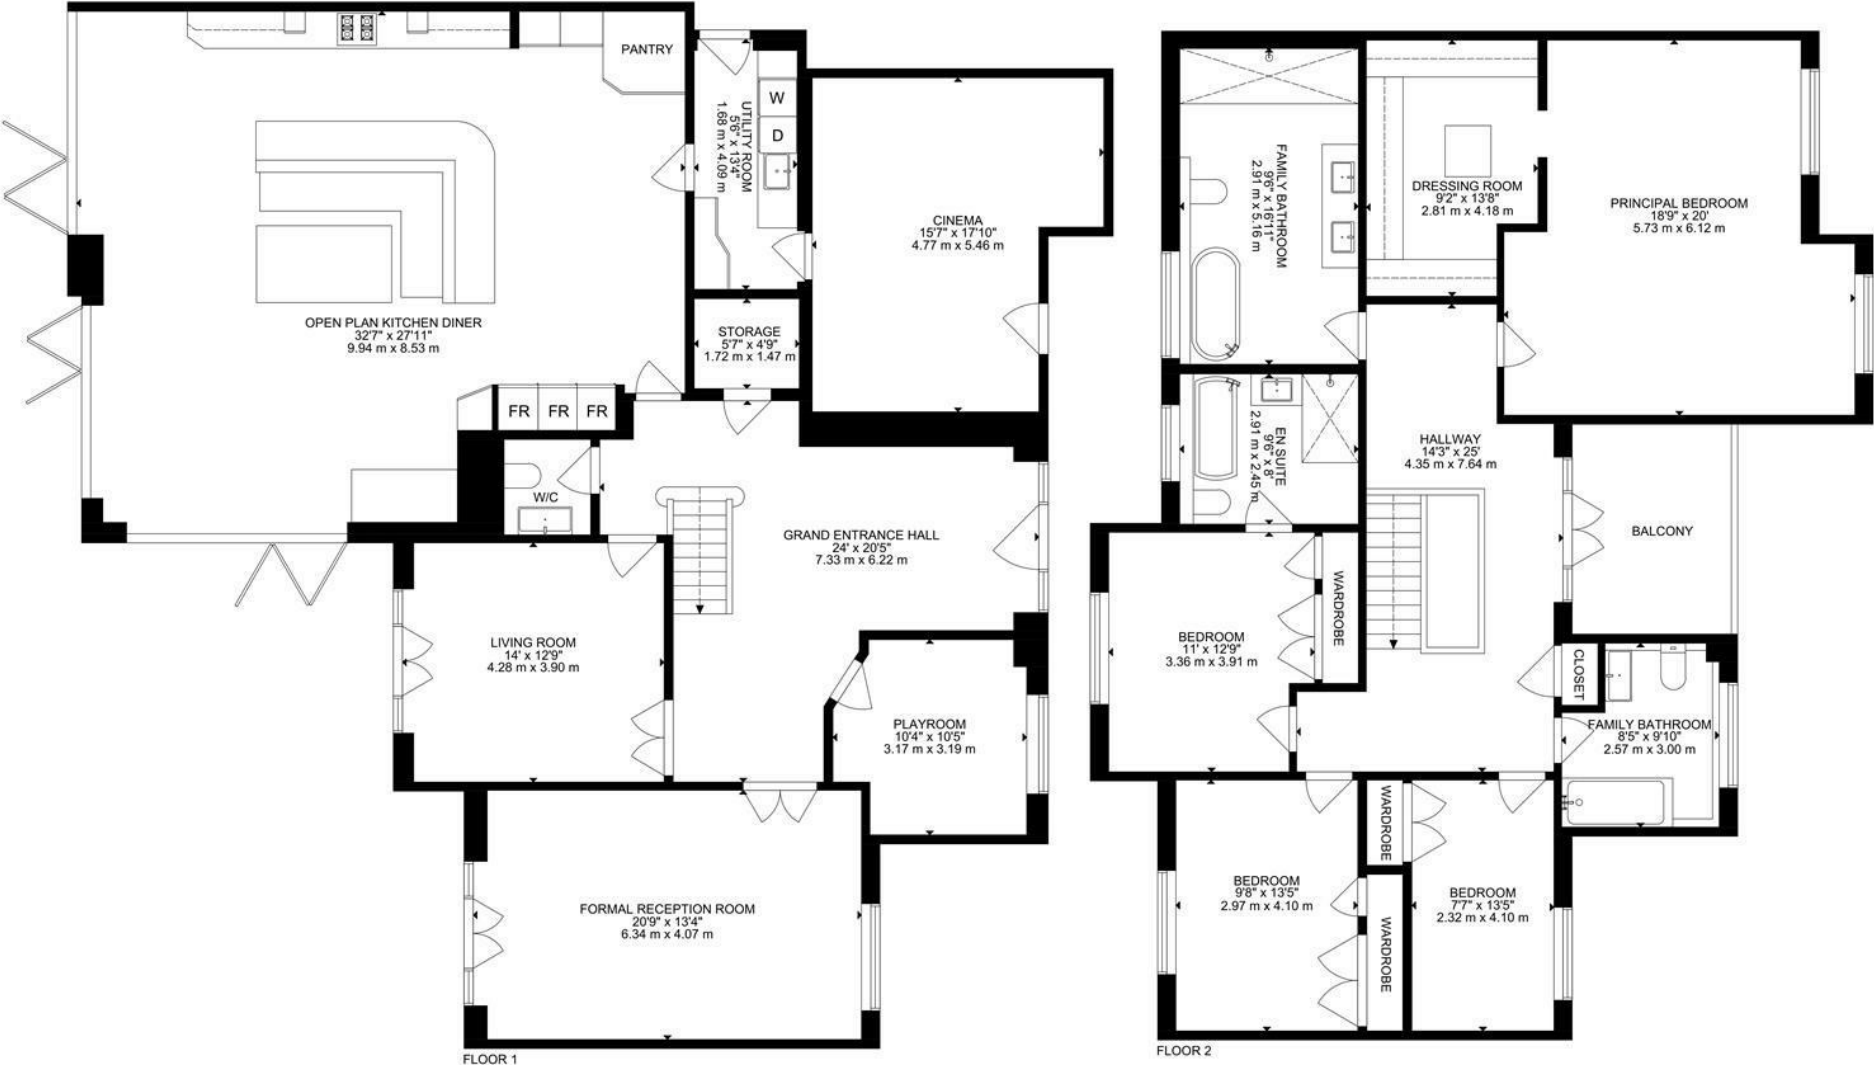 PANTRY
W
D
UTILITY ROOM
5'6" x 13'4"
1.68 m x 4.09 m
CINEMA
15'7" x 17'10"
4.77 m x 5.46 m
OPEN PLAN KITCHEN DINER
32'7" x 27'11"
9.94 m x 8.53 m
STORAGE
5'7" x 4'9"
1.72 m x 1.47 m
FR
FR
FR
W/C
GRAND ENTRANCE HALL
24' x 20'5"
7.33 m x 6.22 m
LIVING ROOM
14' x 12'9"
4.28 m x 3.90 m
PLAYROOM
10'4" x 10'5"
3.17 m x 3.19 m
FORMAL RECEPTION ROOM
20'9" x 13'4"
6.34 m x 4.07 m
FLOOR 1
FAMILY BATHROOM
9'6" x 16'11"
2.91 m x 5.16 m
DRESSING ROOM
9'2" x 13'8"
2.81 m x 4.18 m
PRINCIPAL BEDROOM
18'9" x 20'
5.73 m x 6.12 m
EN SUITE
9'6" x 8'
2.91 m x 2.45 m
HALLWAY
14'3" x 25'
4.35 m x 7.64 m
BALCONY
BEDROOM
11' x 12'9"
3.36 m x 3.91 m
WARDROBE
CLOSET
FAMILY BATHROOM
8'5" x 9'10"
2.57 m x 3.00 m
WARDROBE
BEDROOM
9'8" x 13'5"
2.97 m x 4.10 m
BEDROOM
7'7" x 13'5"
2.32 m x 4.10 m
WARDROBE
FLOOR 2